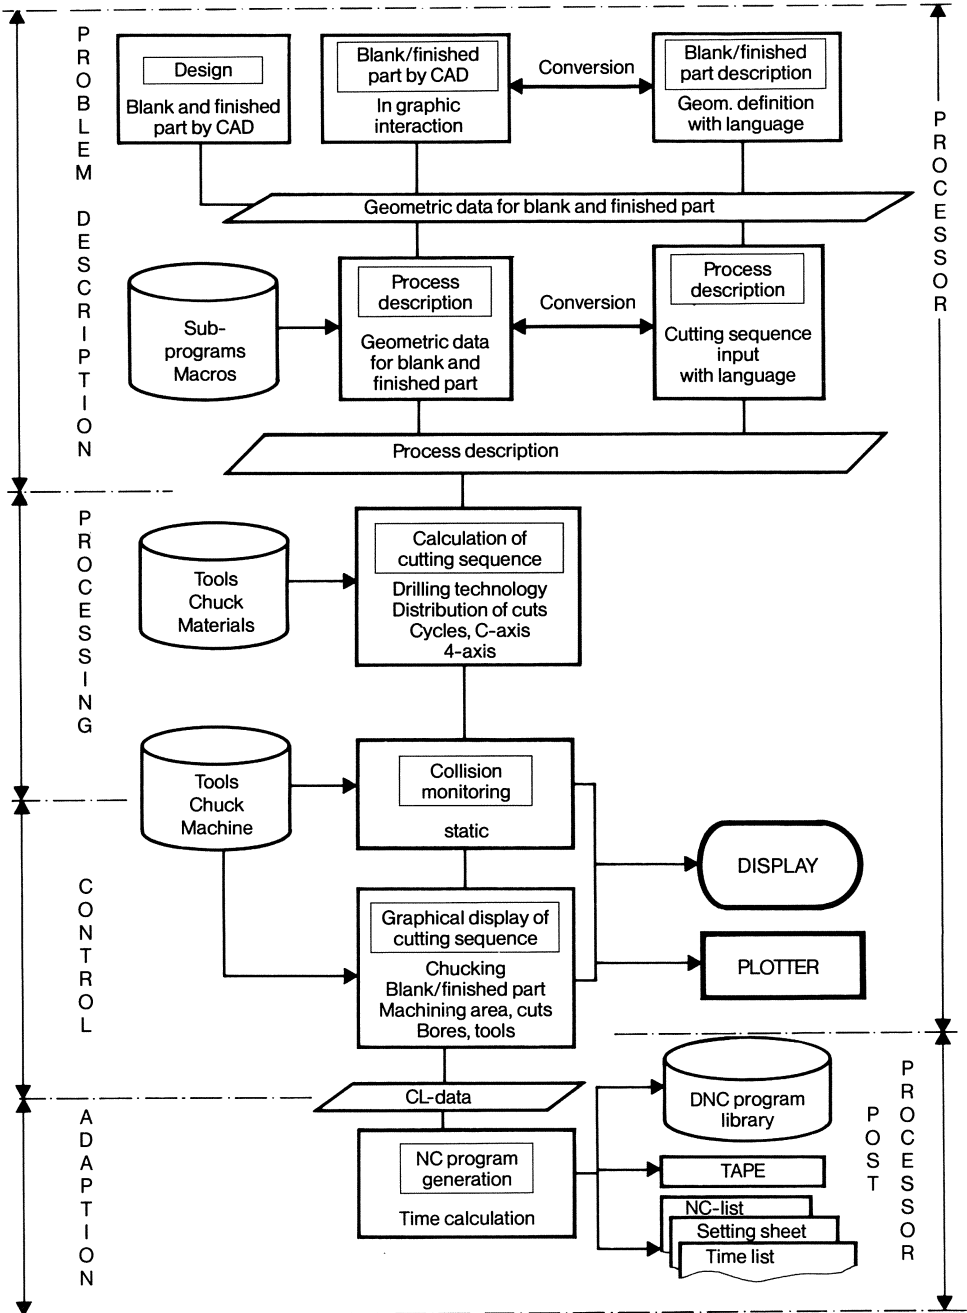 PROBLEM DESCRIPTION
Design
Blank and finished
part by CAD
Blank/finished
part by CAD
In graphic
interaction
Conversion
Blank/finished
part description
Geom. definition
with language
PROCESSOR
Geometric data for blank and finished part
Sub-
programs
Macros
Process
description
Geometric data
for blank and
finished part
Conversion
Process
description
Cutting sequence
input
with language
Process description
PROCESSING
Tools
Chuck
Materials
Calculation of
cutting sequence
Drilling technology
Distribution of cuts
Cycles, C-axis
4-axis
Tools
Chuck
Machine
Collision
monitoring
static
CONTROL
DISPLAY
Graphical display of
cutting sequence
Chucking
Blank/finished part
Machining area, cuts
Bores, tools
PLOTTER
CL-data
ADAPTION
NC program
generation
Time calculation
DNC program
library
TAPE
NC-list
Setting sheet
Time list
POST
PROCESSOR